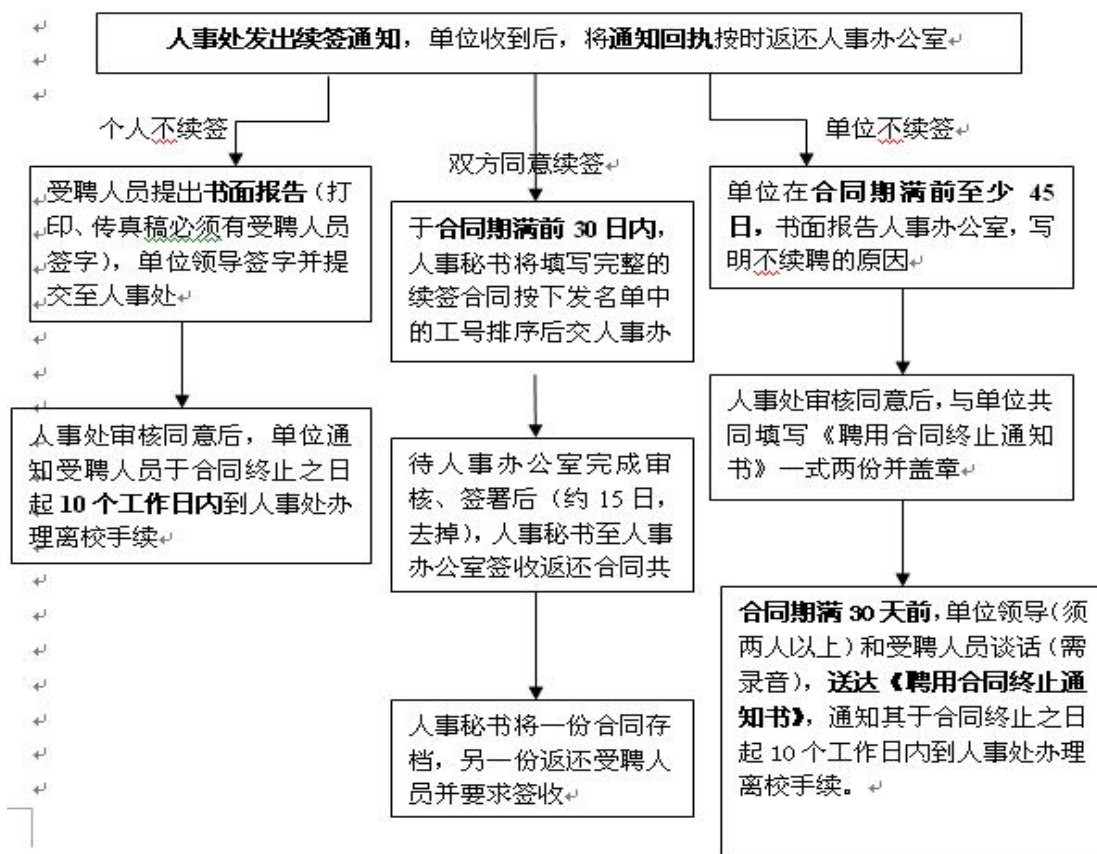 人事处发出续签通知，单位收到后，将通知回执按时返还人事办公室
个人不续签
受聘人员提出书面报告（打
印、传真稿必须有受聘人员
签字），单位领导签字并提
交至人事处
人事处审核同意后，单位通
知受聘人员于合同终止之日
起 10 个工作日内到人事处办
理离校手续
双方同意续签
于合同期满前 30 日内，
人事秘书将填写完整的
续签合同按下发名单中
的工号排序后交人事办
待人事办公室完成审
核、签署后（约 15 日，
去掉），人事秘书至人事
办公室签收返还合同共
人事秘书将一份合同存
档，另一份返还受聘人
员并要求签收
单位不续签
单位在合同期满前至少 45
日，书面报告人事办公室，写
明不续聘的原因
人事处审核同意后，与单位共
同填写《聘用合同终止通知
书》一式两份并盖章
合同期满 30 天前，单位领导（须
两人以上）和受聘人员谈话（需
录音），送达《聘用合同终止通
知书》，通知其于合同终止之日
起 10 个工作日内到人事处办理
离校手续。